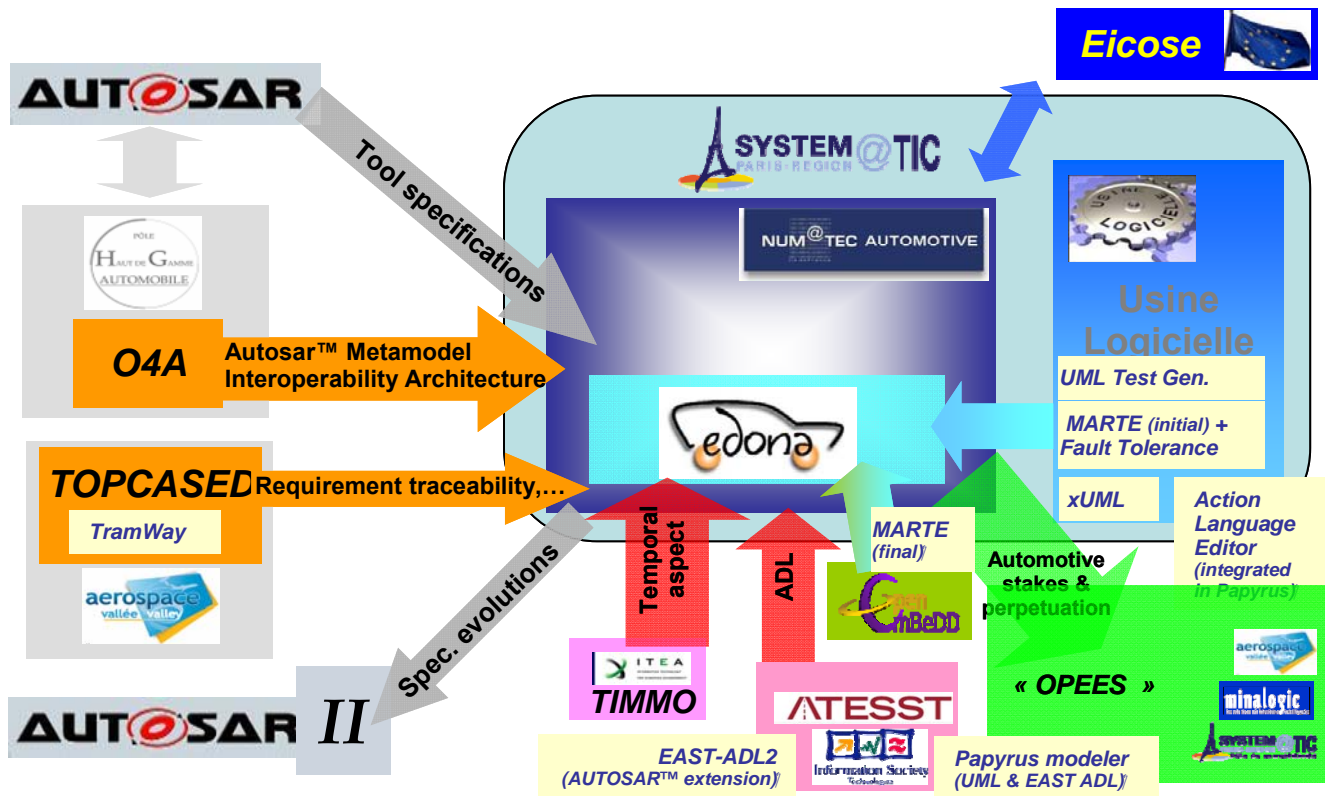 Eicose
AUTOSAR
SYSTEM@TIC
PARIS-REGION
Tool specifications
NUM@TEC AUTOMOTIVE
USINE
LOGICIELLE
PÔLE
HAUT DE GAMME
AUTOMOBILE
Usine
Logicielle
O4A
Autosar™ Metamodel
Interoperability Architecture
UML Test Gen.
edona
MARTE (initial) +
Fault Tolerance
TOPCASED
Requirement traceability,…
TramWay
xUML
Action
Language
Editor
(integrated
in Papyrus)
MARTE
(final)
Temporal
aspect
ADL
Automotive
stakes &
perpetuation
aerospace
vallée valley
Spec. evolutions
ITEA
TIMMO
ATESST
« OPEES »
aerospace
vallée valley
minalogic
SYSTEM@TIC
AUTOSAR II
EAST-ADL2
(AUTOSAR™ extension)
Information Society
Technologies
Papyrus modeler
(UML & EAST ADL)